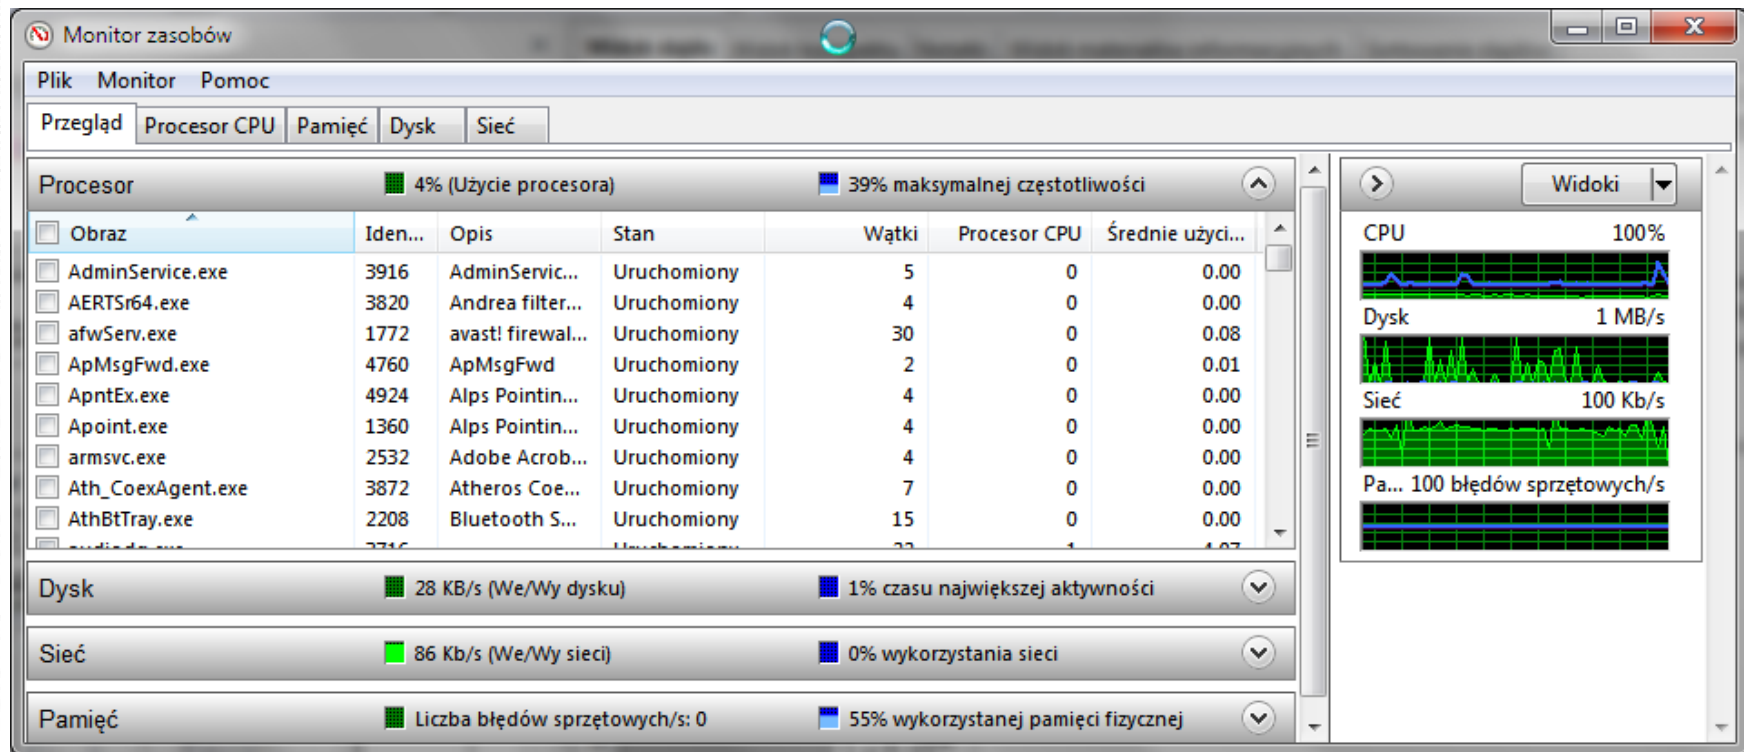 Monitor zasobów
Plik Monitor Pomoc
Przegląd Procesor CPU Pamięć Dysk Sieć
Procesor 4% (Użycie procesora) 39% maksymalnej częstotliwości
Obraz Iden... Opis Stan Wątki Procesor CPU Średnie użyci...
AdminService.exe 3916 AdminServic... Uruchomiony 5 0 0.00
AERTSr64.exe 3820 Andrea filter... Uruchomiony 4 0 0.00
afwServ.exe 1772 avast! firewal... Uruchomiony 30 0 0.08
ApMsgFwd.exe 4760 ApMsgFwd Uruchomiony 2 0 0.01
ApntEx.exe 4924 Alps Pointin... Uruchomiony 4 0 0.00
Apoint.exe 1360 Alps Pointin... Uruchomiony 4 0 0.00
armsvc.exe 2532 Adobe Acrob... Uruchomiony 4 0 0.00
Ath_CoexAgent.exe 3872 Atheros Coe... Uruchomiony 7 0 0.00
AthBtTray.exe 2208 Bluetooth S... Uruchomiony 15 0 0.00
Dysk 28 KB/s (We/Wy dysku) 1% czasu największej aktywności
Sieć 86 Kb/s (We/Wy sieci) 0% wykorzystania sieci
Pamięć Liczba błędów sprzętowych/s: 0 55% wykorzystanej pamięci fizycznej
Widoki
CPU 100%
Dysk 1 MB/s
Sieć 100 Kb/s
Pa... 100 błędów sprzętowych/s